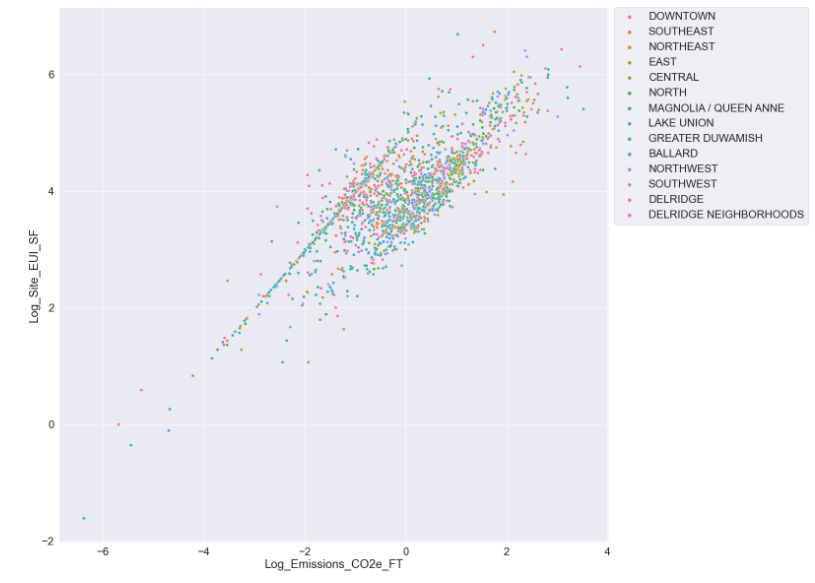 DOWNTOWN
SOUTHEAST
NORTHEAST
EAST
CENTRAL
NORTH
MAGNOLIA / QUEEN ANNE
LAKE UNION
GREATER DUWAMISH
BALLARD
NORTHWEST
SOUTHWEST
DELRIDGE
DELRIDGE NEIGHBORHOODS
Log_Site_EUI_SF
6
4
2
0
−2
−6
−4
−2
0
2
4
Log_Emissions_CO2e_FT